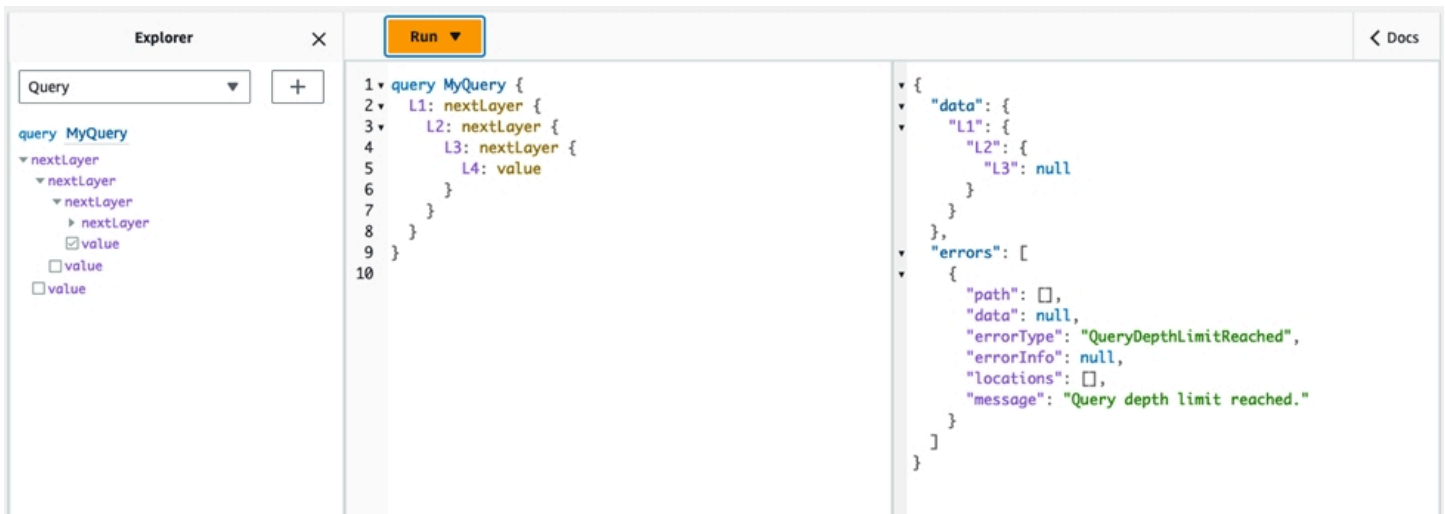 Explorer
Run
Docs
Query
+
query MyQuery
nextLayer
nextLayer
nextLayer
nextLayer
value
value
value
1 query MyQuery {
2 L1: nextLayer {
3 L2: nextLayer {
4 L3: nextLayer {
5 L4: value
6 }
7 }
8 }
9 }
10
{
"data": {
"L1": {
"L2": {
"L3": null
}
}
},
"errors": [
{
"path": [],
"data": null,
"errorType": "QueryDepthLimitReached",
"errorInfo": null,
"locations": [],
"message": "Query depth limit reached."
}
]
}